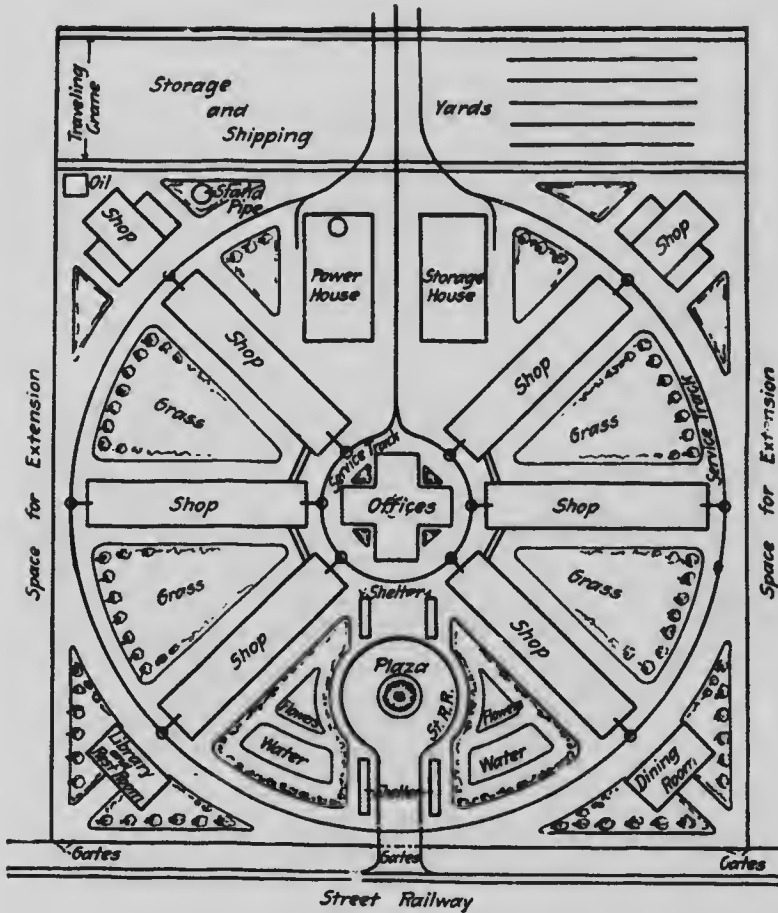 Traveling
Crane
Storage
and
Shipping
Yards
Oil
Stand
Pipe
Shop
Shop
Power
House
Storage
House
Shop
Shop
Grass
Grass
Service Track
Service Track
Space for Extension
Space for Extension
Shop
Offices
Shop
Grass
Grass
Shelter
Shop
Shop
Plaza
St. R.R.
Flowers
Flowers
Water
Water
Library
and
Rest Room
Dining
Room
Shelter
Gates
Gates
Gates
Street Railway